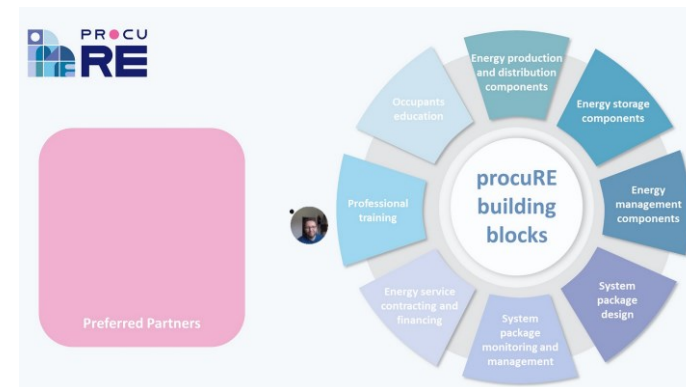 PROCU
RE
Preferred Partners
procuRE
building
blocks
Energy production
and distribution
components
Energy storage
components
Energy
management
components
System
package
design
System
package
monitoring and
management
Energy service
contracting and
financing
Professional
training
Occupants
education